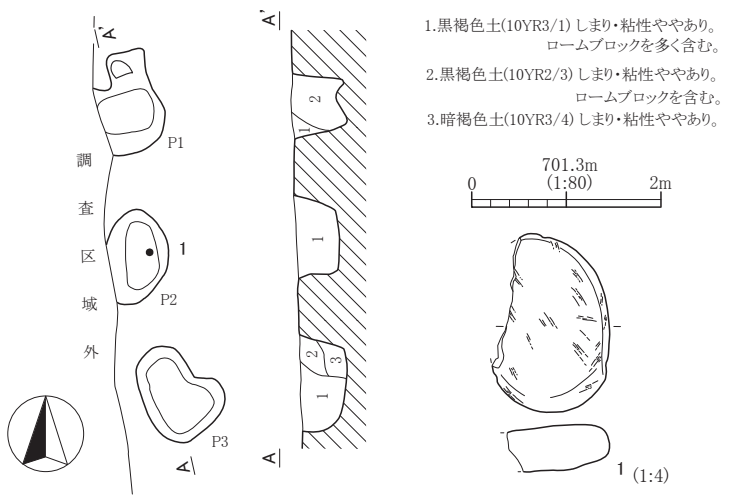 1.黒褐色土(10YR3/1) しまり・粘性ややあり。
ロームブロックを多く含む。
2.黒褐色土(10YR2/3) しまり・粘性ややあり。
ロームブロックを含む。
3.暗褐色土(10YR3/4) しまり・粘性ややあり。
701.3m
0 (1:80) 2m
A'
A'
P1
調査区域外
1
P2
P3
A
A
2
1
1
2
3
1
1 (1:4)